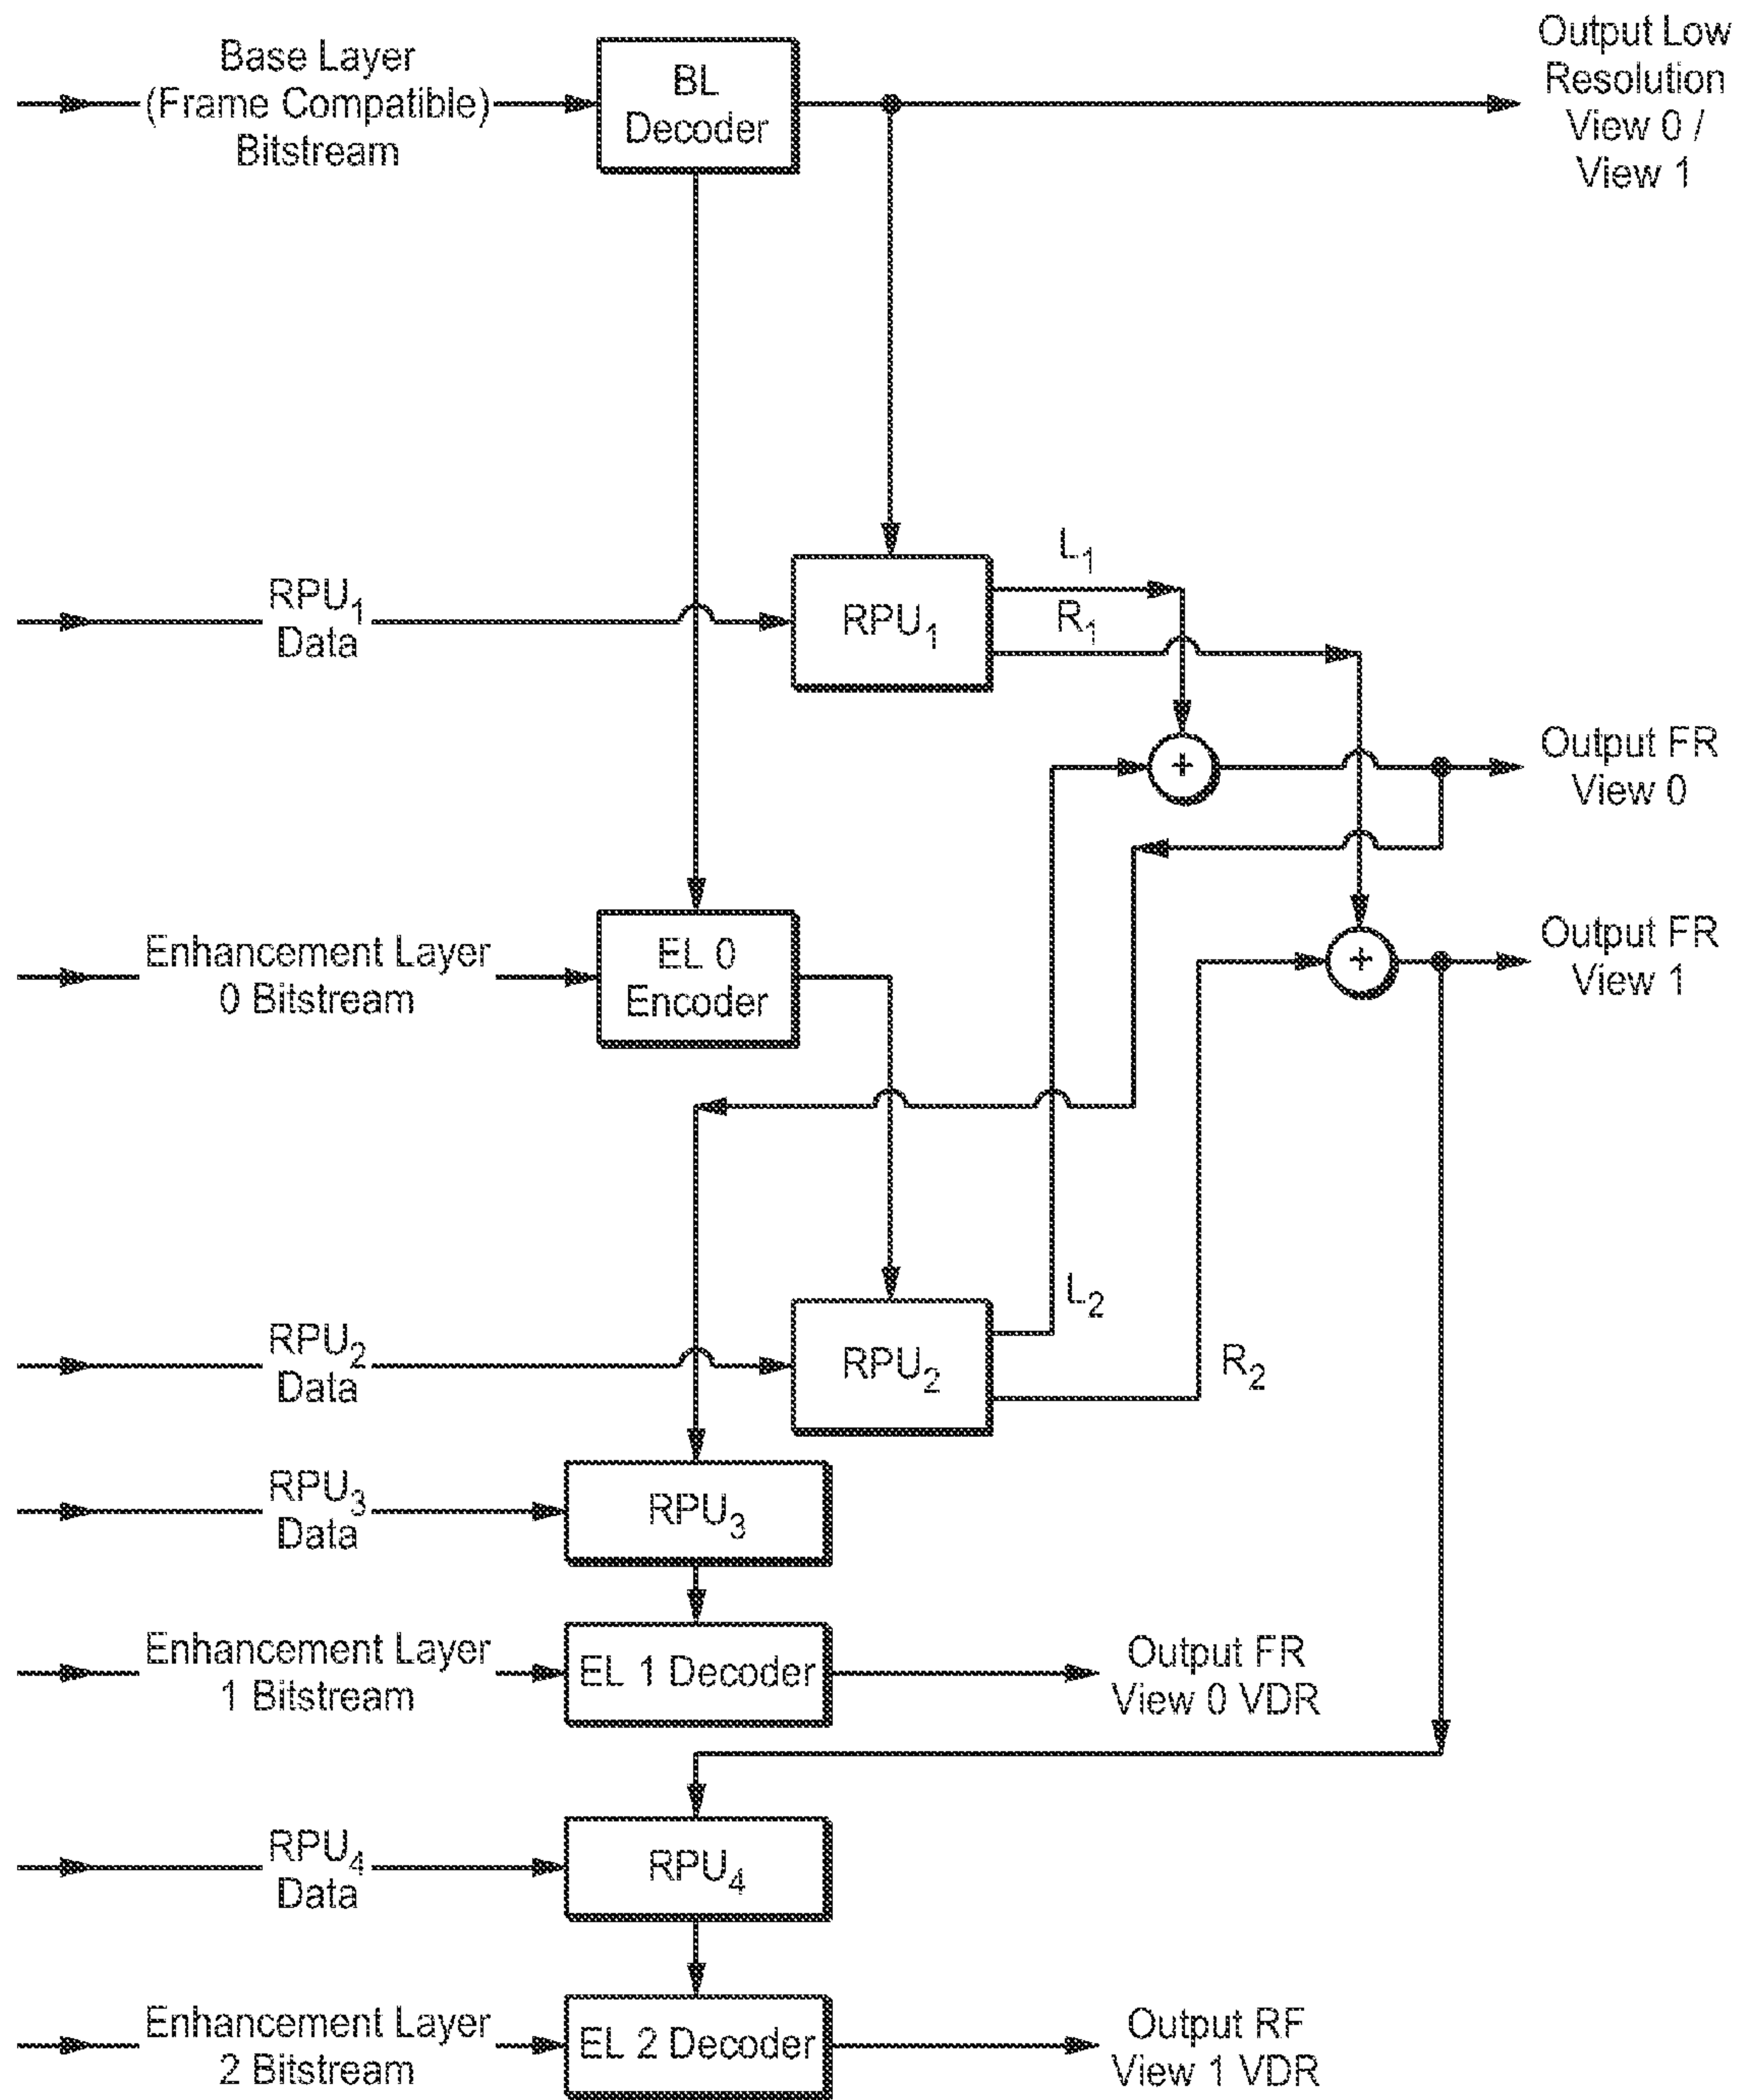 Base Layer
(Frame Compatible)
Bitstream
BL
Decoder
Output Low
Resolution
View 0 /
View 1
RPU1
Data
RPU1
L1
R1
+
Output FR
View 0
Enhancement Layer
0 Bitstream
EL 0
Encoder
+
Output FR
View 1
RPU2
Data
RPU2
L2
R2
RPU3
Data
RPU3
Enhancement Layer
1 Bitstream
EL 1 Decoder
Output FR
View 0 VDR
RPU4
Data
RPU4
Enhancement Layer
2 Bitstream
EL 2 Decoder
Output RF
View 1 VDR